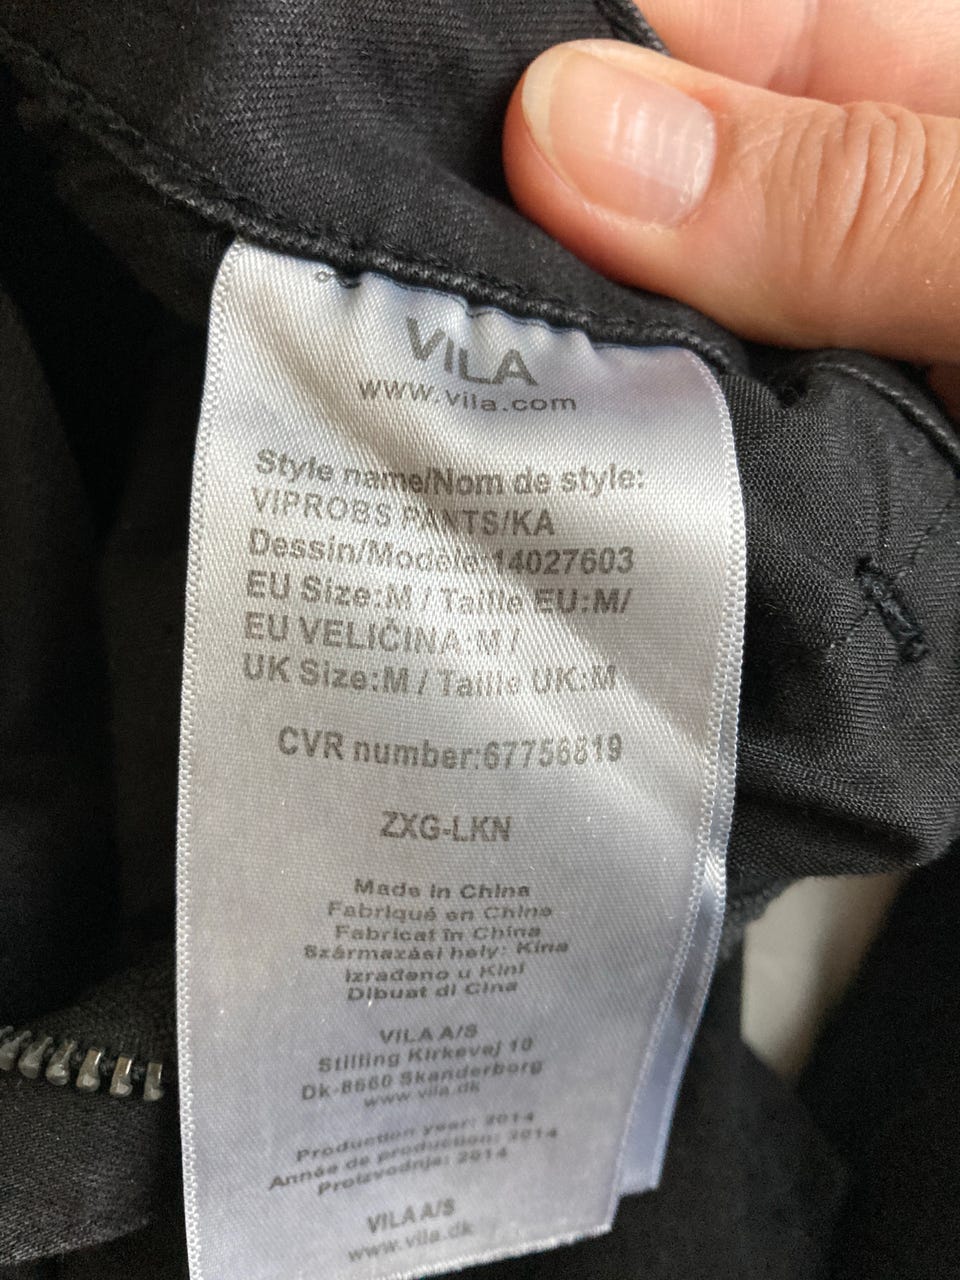 VILA
www.vila.com
Style name/Nom de style:
VIPROBS PANTS/KA
Dessin/Modèle:14027603
EU Size:M / Taille EU:M/
EU VELIČINA:M /
UK Size:M / Taille UK:M
CVR number:67756819
ZXG-LKN
Made in China
Fabriqué en Chine
Fabricat în China
Származási hely: Kína
Izrađeno u Kini
Dibuat di Cina
VILA A/S
Stilling Kirkevej 10
Dk-8660 Skanderborg
www.vila.dk
Production year: 2014
Année de production: 2014
Proizvodnja: 2014
VILA A/S
www.vila.dk